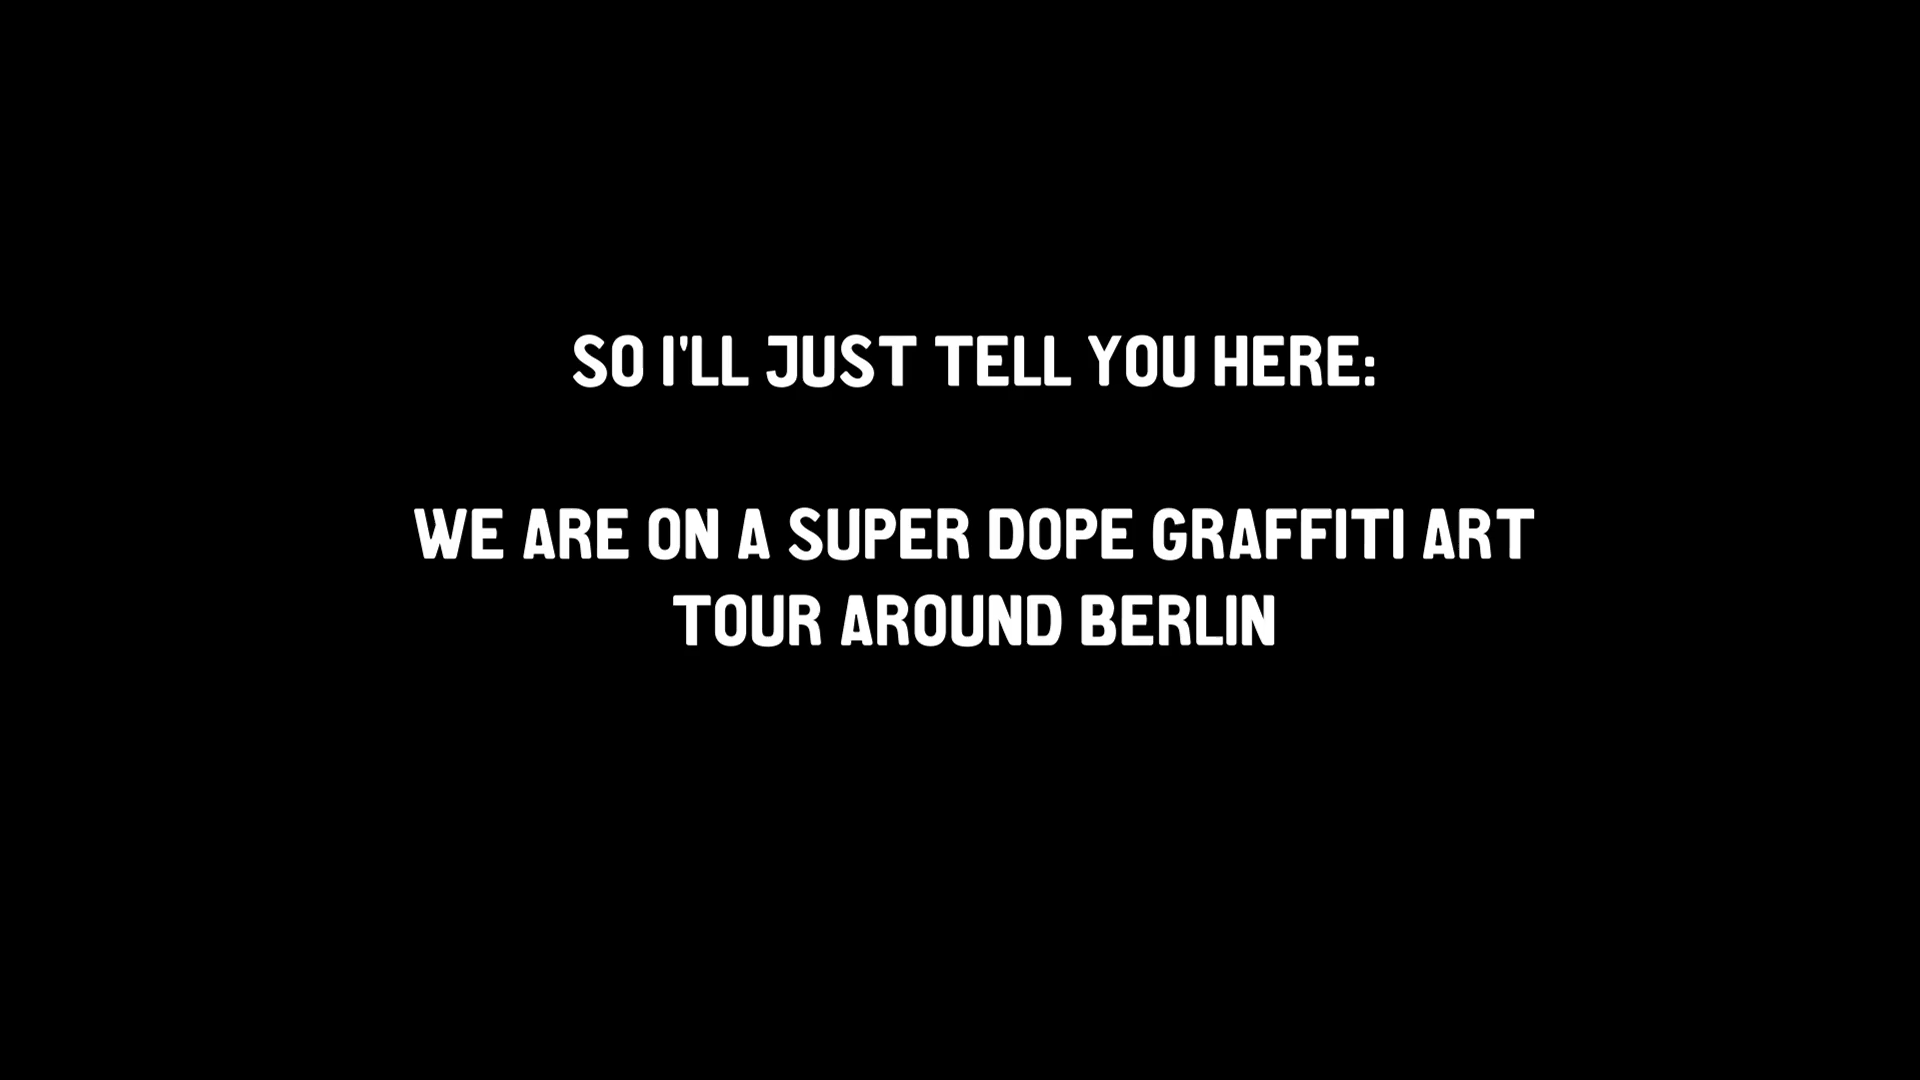 SO I'LL JUST TELL YOU HERE:
WE ARE ON A SUPER DOPE GRAFFITI ART
TOUR AROUND BERLIN